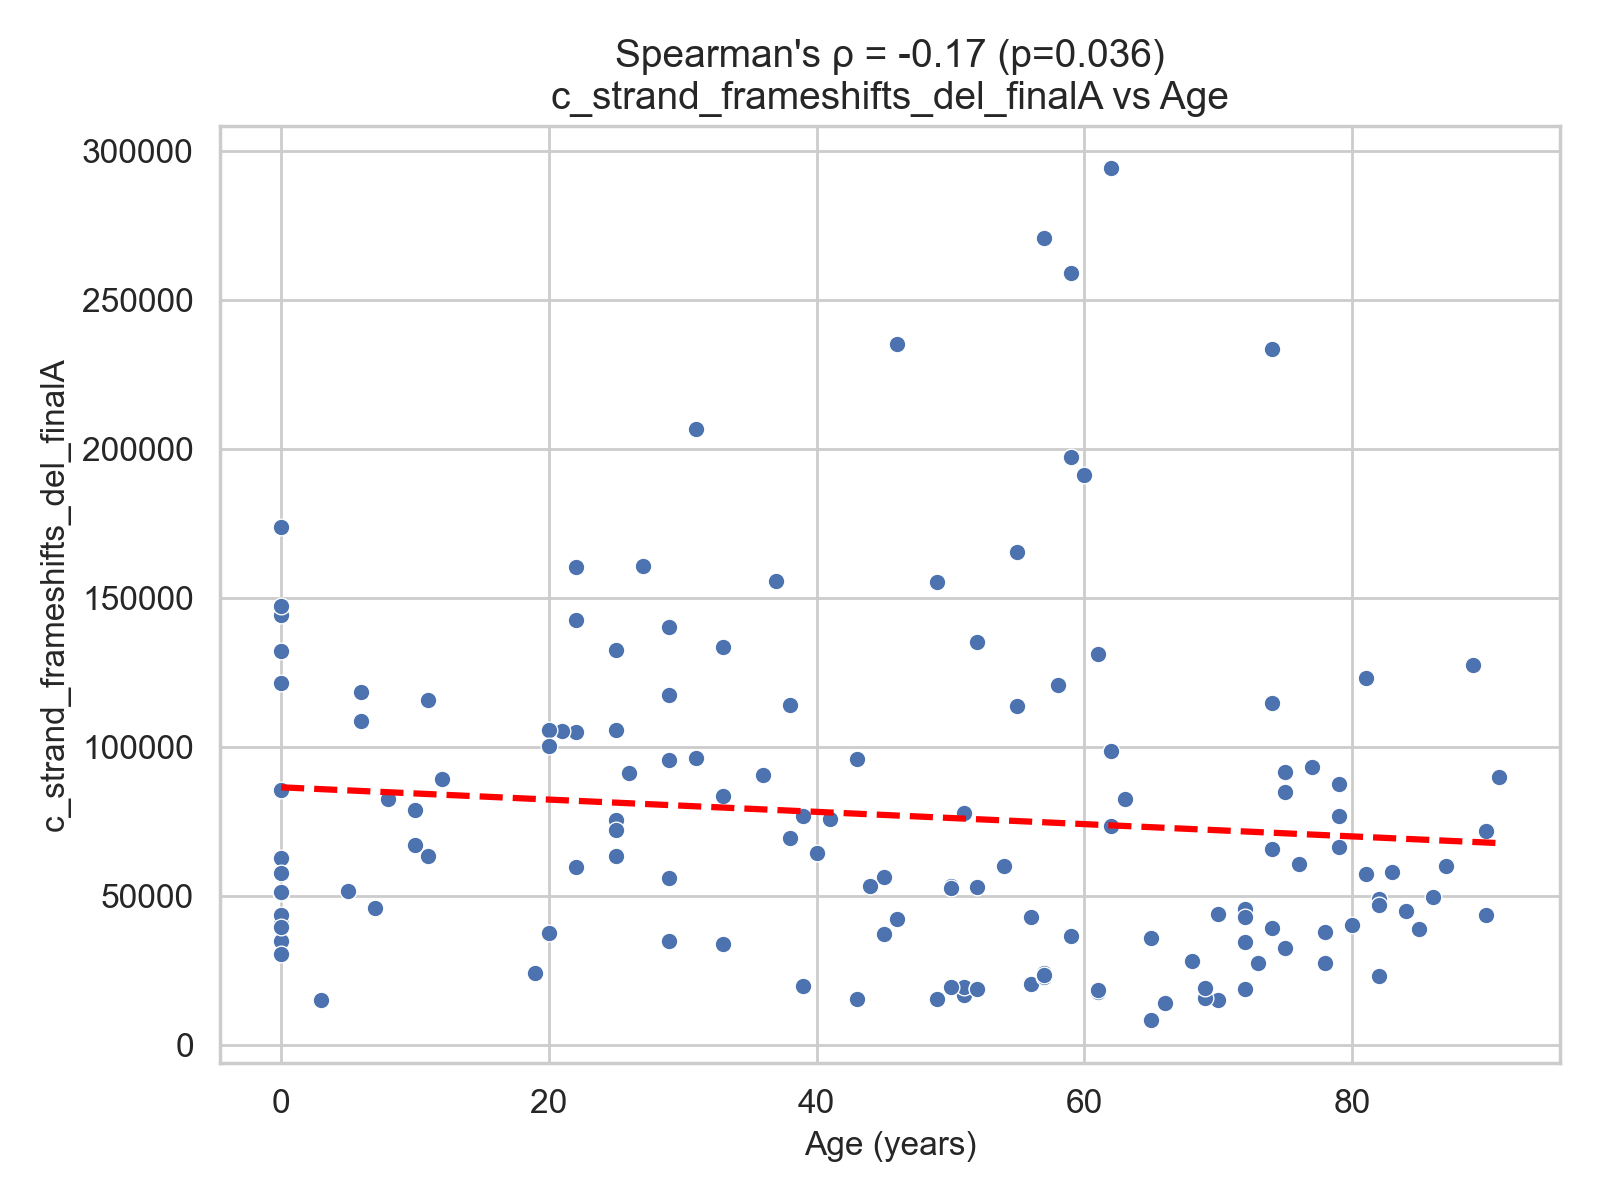 Spearman's ρ = -0.17 (p=0.036)
c_strand_frameshifts_del_finalA vs Age
300000
250000
200000
150000
100000
50000
0
c_strand_frameshifts_del_finalA
0 20 40 60 80
Age (years)